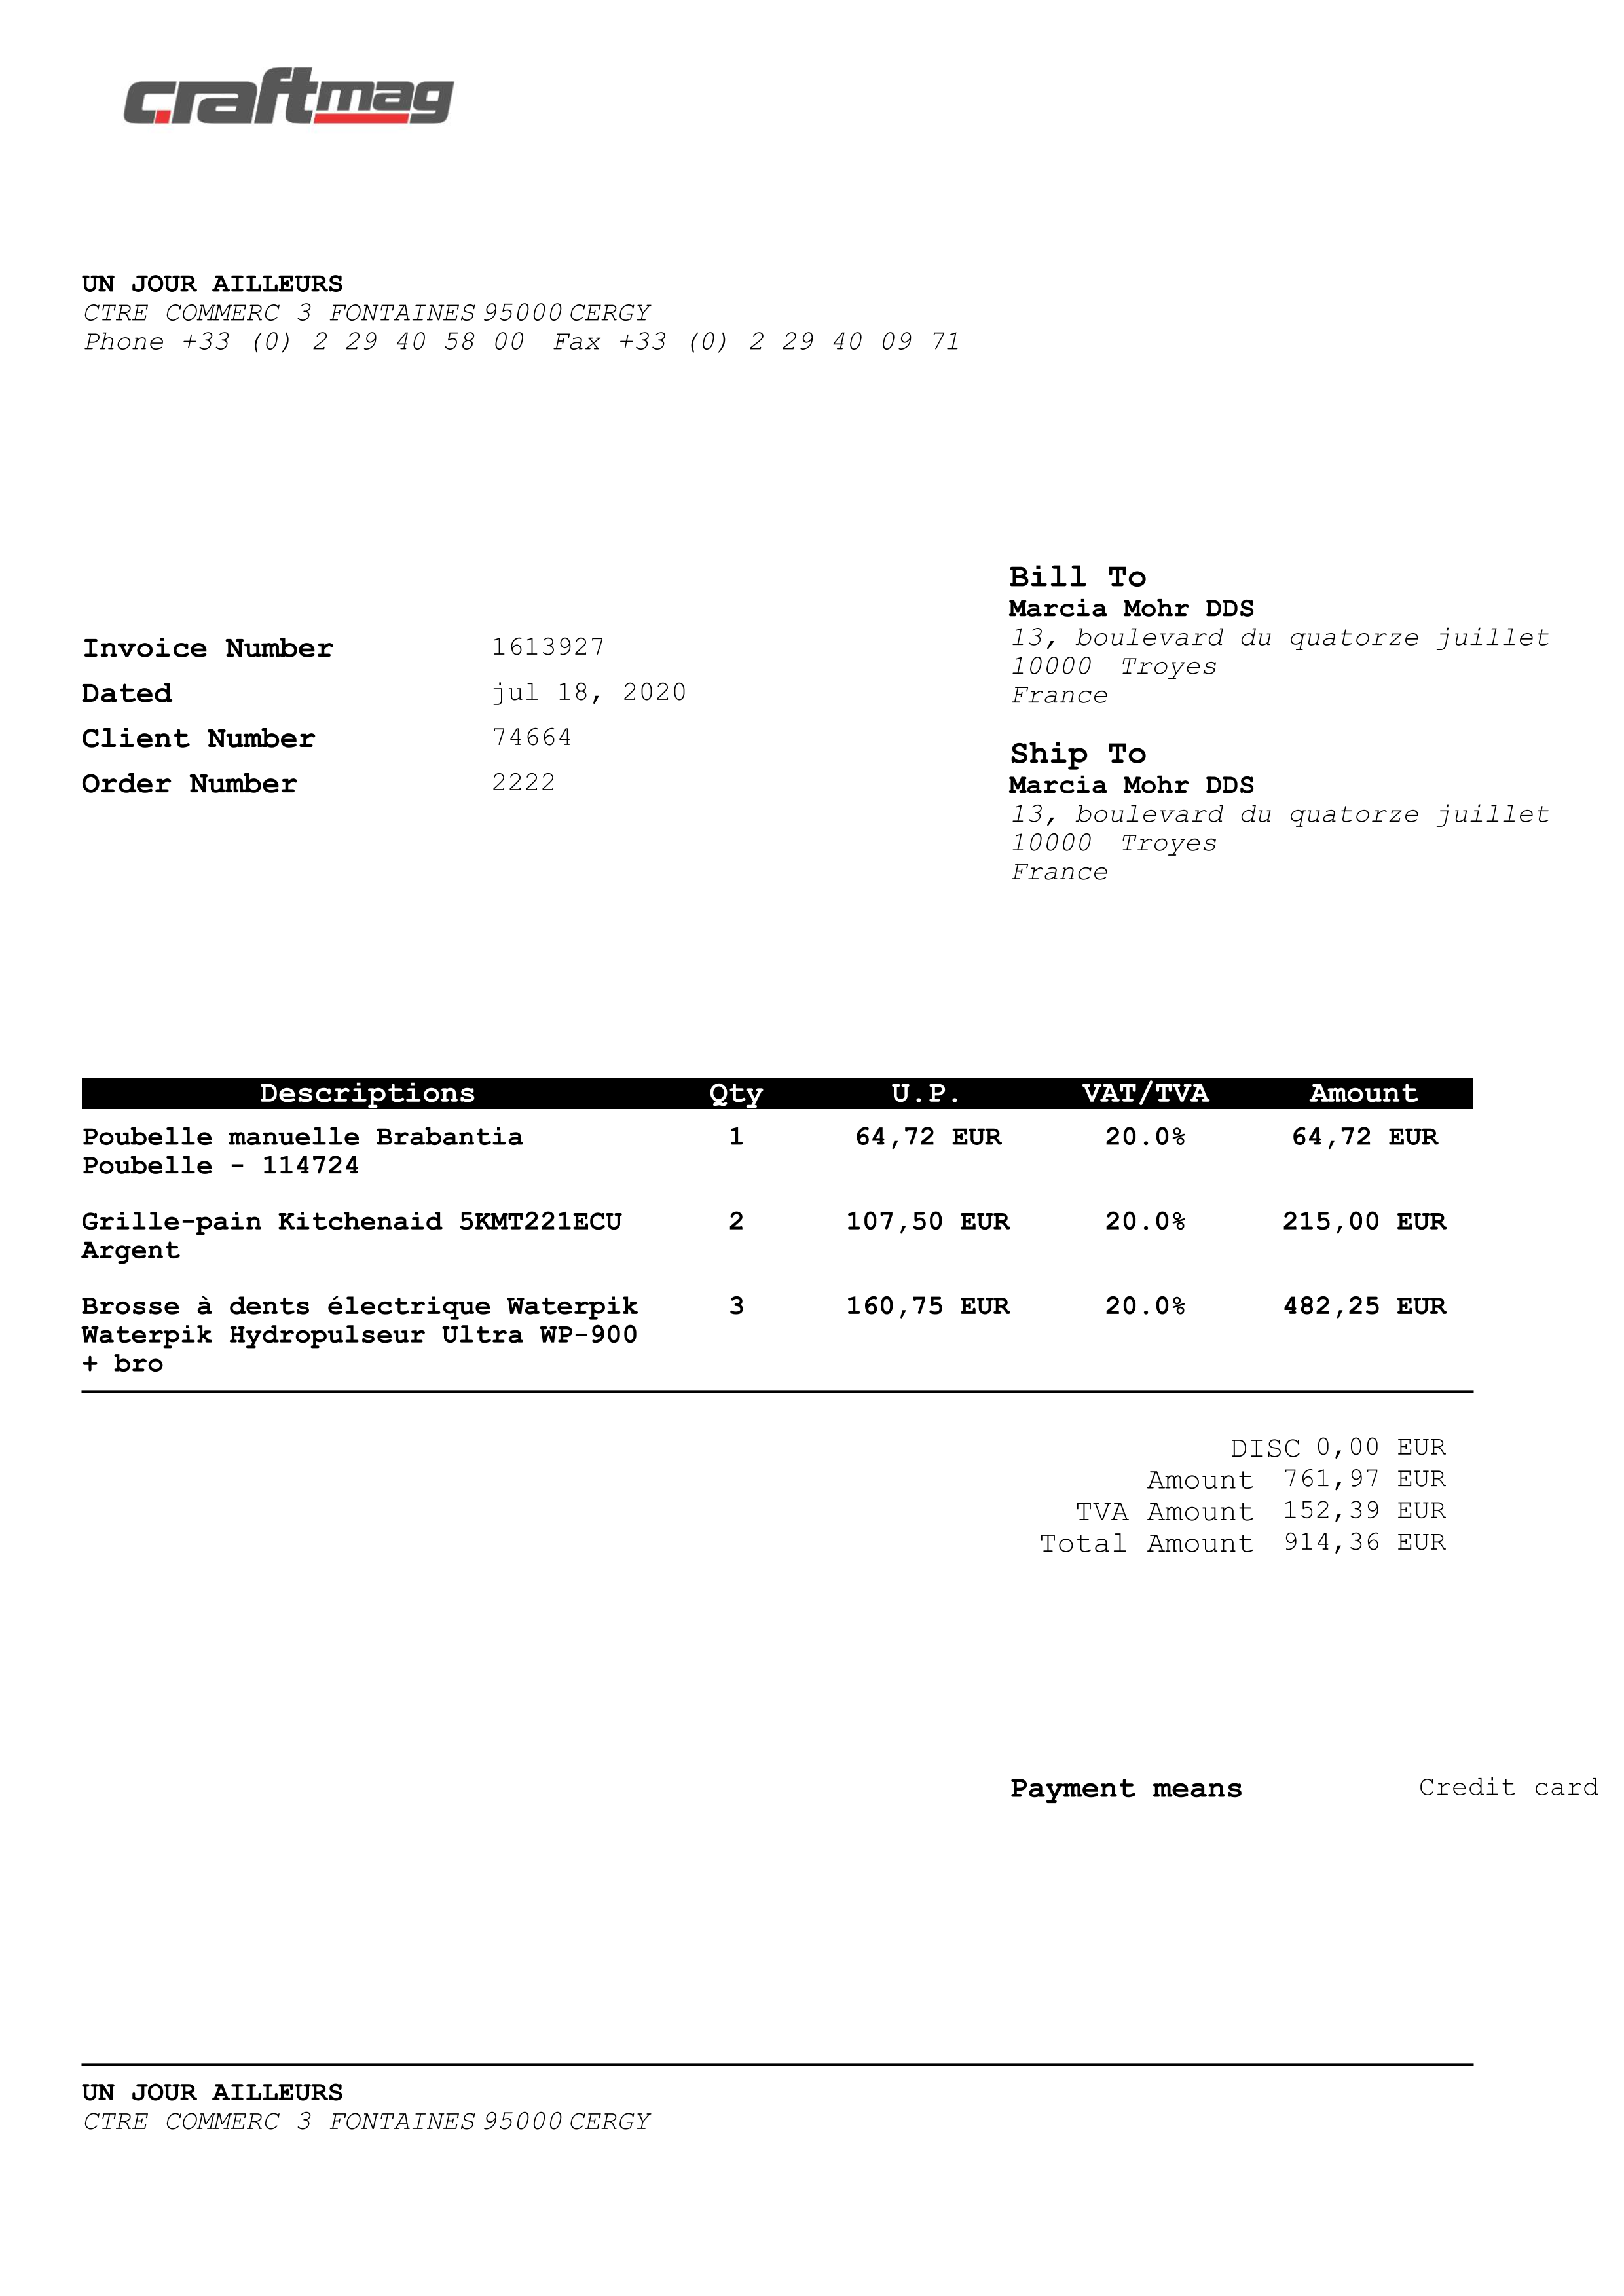 craftmag
UN JOUR AILLEURS
CTRE COMMERC 3 FONTAINES 95000 CERGY
Phone +33 (0) 2 29 40 58 00 Fax +33 (0) 2 29 40 09 71
Bill To
Marcia Mohr DDS
13, boulevard du quatorze juillet
10000 Troyes
France
Invoice Number 1613927
Dated jul 18, 2020
Client Number 74664
Order Number 2222
Ship To
Marcia Mohr DDS
13, boulevard du quatorze juillet
10000 Troyes
France
Descriptions Qty U.P. VAT/TVA Amount
Poubelle manuelle Brabantia 1 64,72 EUR 20.0% 64,72 EUR
Poubelle - 114724
Grille-pain Kitchenaid 5KMT221ECU 2 107,50 EUR 20.0% 215,00 EUR
Argent
Brosse à dents électrique Waterpik 3 160,75 EUR 20.0% 482,25 EUR
Waterpik Hydropulseur Ultra WP-900
+ bro
DISC 0,00 EUR
Amount 761,97 EUR
TVA Amount 152,39 EUR
Total Amount 914,36 EUR
Payment means Credit card
UN JOUR AILLEURS
CTRE COMMERC 3 FONTAINES 95000 CERGY